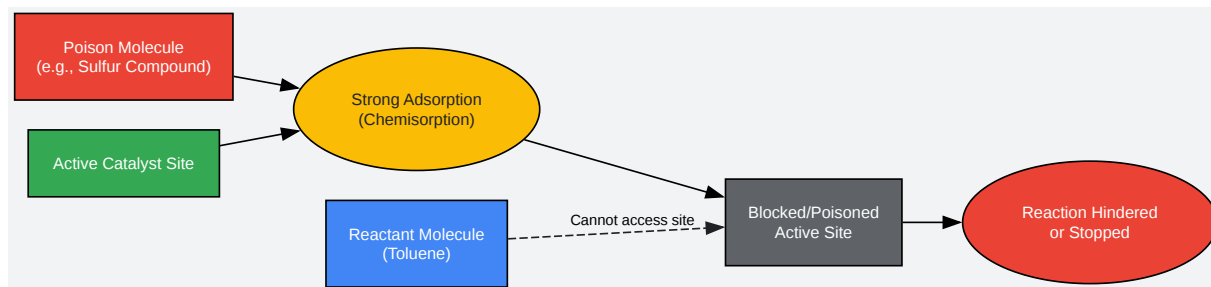 Poison Molecule
(e.g., Sulfur Compound)
Active Catalyst Site
Strong Adsorption
(Chemisorption)
Reactant Molecule
(Toluene)
Cannot access site
Blocked/Poisoned
Active Site
Reaction Hindered
or Stopped